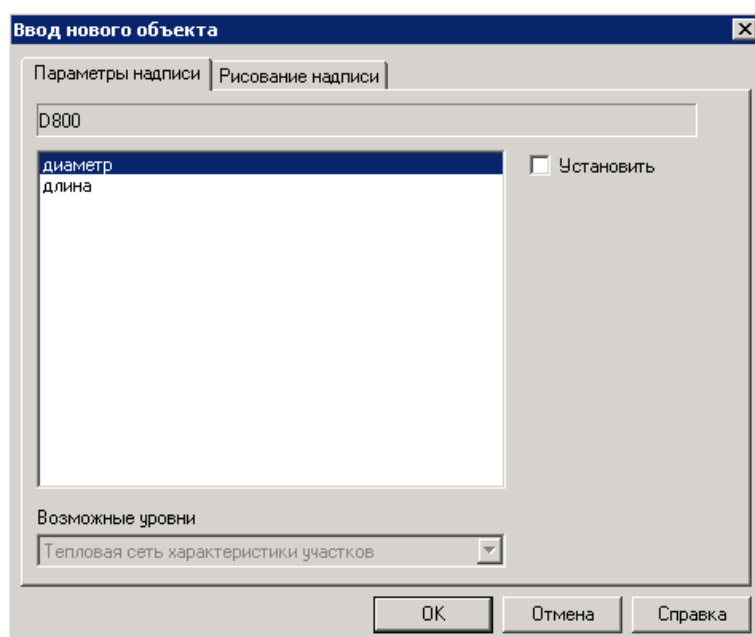 Ввод нового объекта
Параметры надписи Рисование надписи
D800
диаметр
Установить
длина
Возможные уровни
Тепловая сеть характеристики участков
OK Отмена Справка